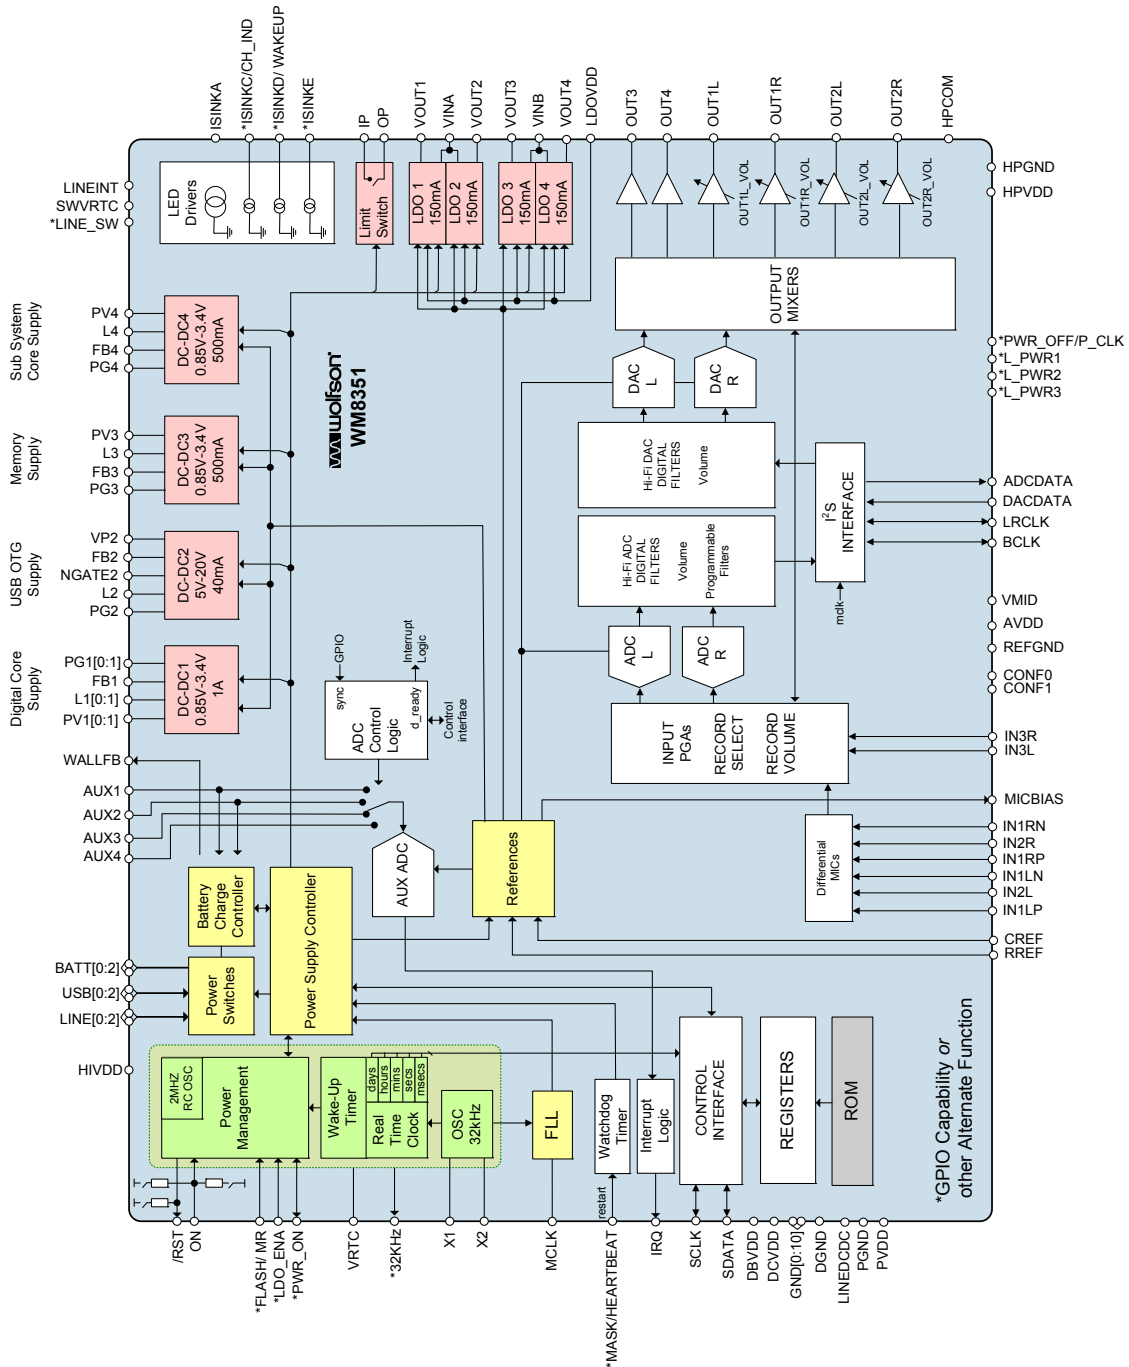 ISINKA
*ISINKC/CH_IND
*ISINKD/ WAKEUP
*ISINKE
IP
OP
VOUT1
VINA
VOUT2
VOUT3
VINB
VOUT4
LDOVDD
OUT3
OUT4
OUT1L
OUT1R
OUT2L
OUT2R
HPCOM
LINEINT
SWVRTC
*LINE_SW
HPGND
HPVDD
LED
Drivers
Limit
Switch
LDO 1
150mA
LDO 2
150mA
LDO 3
150mA
LDO 4
150mA
OUT1L_VOL
OUT1R_VOL
OUT2L_VOL
OUT2R_VOL
OUTPUT
MIXERS
Sub System
Core Supply
PV4
L4
FB4
PG4
DC-DC4
0.85V-3.4V
500mA
wolfson
WM8351
*PWR_OFF/P_CLK
*L_PWR1
*L_PWR2
*L_PWR3
DAC
L
DAC
R
Memory
Supply
PV3
L3
FB3
PG3
DC-DC3
0.85V-3.4V
500mA
Hi-Fi DAC
DIGITAL
FILTERS
Volume
I2S
INTERFACE
ADCDATA
DACDATA
LRCLK
BCLK
USB OTG
Supply
VP2
FB2
NGATE2
L2
PG2
DC-DC2
5V-20V
40mA
Hi-Fi ADC
DIGITAL
FILTERS
Volume
Programmable
Filters
mclk
VMID
AVDD
REFGND
CONF0
CONF1
Digital Core
Supply
PG1[0:1]
FB1
L1[0:1]
PV1[0:1]
DC-DC1
0.85V-3.4V
1A
GPIO
Interrupt
Logic
sync
d_ready
ADC
Control
Logic
Control
interface
ADC
L
ADC
R
INPUT
PGAs
RECORD
SELECT
RECORD
VOLUME
IN3R
IN3L
WALLFB
AUX1
AUX2
AUX3
AUX4
MICBIAS
Battery
Charge
Controller
Power Supply Controller
AUX ADC
References
Differential
MICs
IN1RN
IN2R
IN1RP
IN1LN
IN2L
IN1LP
CREF
RREF
BATT[0:2]
USB[0:2]
LINE[0:2]
Power
Switches
HIVDD
2MHZ
RC OSC
Power
Management
Wake-Up
Timer
days
hours
mins
secs
msecs
Real
Time
Clock
OSC
32kHz
FLL
Watchdog
Timer
restart
Interrupt
Logic
CONTROL
INTERFACE
REGISTERS
ROM
*GPIO Capability or
other Alternate Function
/RST
ON
*FLASH/ MR
*LDO_ENA
*PWR_ON
VRTC
*32KHz
X1
X2
MCLK
*MASK/HEARTBEAT
IRQ
SCLK
SDATA
DBVDD
DCVDD
GND[0:10]
DGND
LINEDCDC
PGND
PVDD